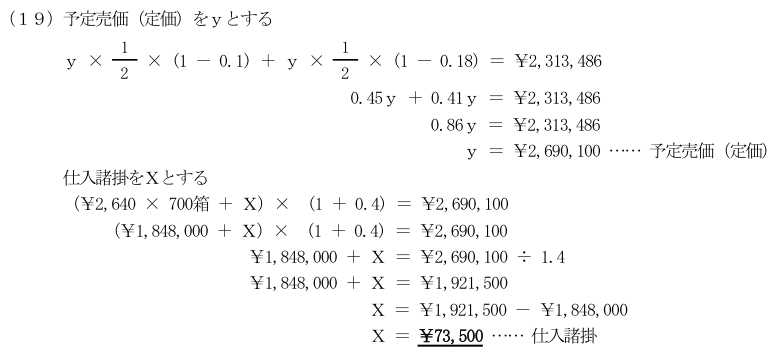 （１９）予定売価（定価）をｙとする
ｙ × 1/2 ×（1 － 0.1）＋ ｙ × 1/2 ×（1 － 0.18）＝ ￥2,313,486
0.45ｙ ＋ 0.41ｙ ＝ ￥2,313,486
0.86ｙ ＝ ￥2,313,486
ｙ ＝ ￥2,690,100 …… 予定売価（定価）
仕入諸掛をＸとする
（￥2,640 × 700箱 ＋ Ｘ）×（1 ＋ 0.4）＝ ￥2,690,100
（￥1,848,000 ＋ Ｘ）×（1 ＋ 0.4）＝ ￥2,690,100
￥1,848,000 ＋ Ｘ ＝ ￥2,690,100 ÷ 1.4
￥1,848,000 ＋ Ｘ ＝ ￥1,921,500
Ｘ ＝ ￥1,921,500 － ￥1,848,000
Ｘ ＝ ￥73,500 …… 仕入諸掛